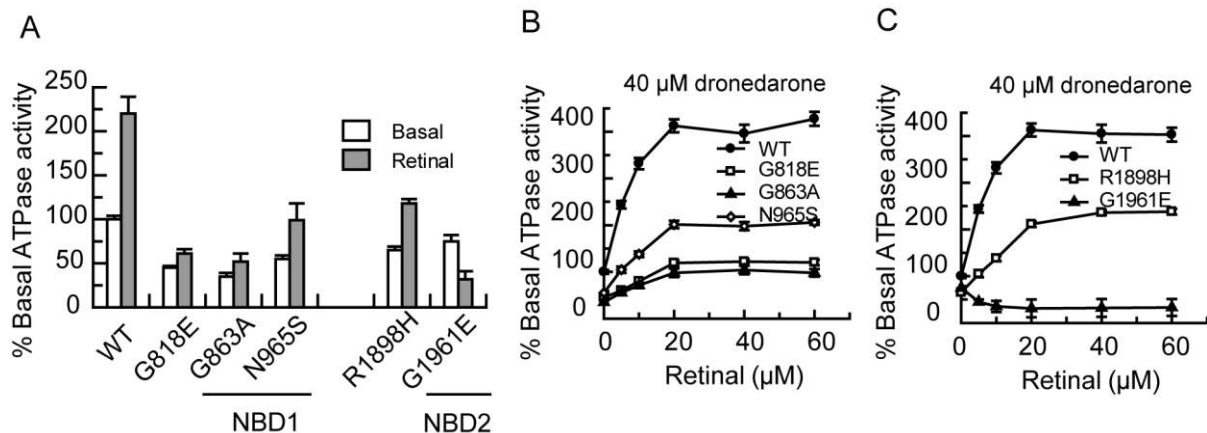 A
% Basal ATPase activity
250
200
150
100
50
0
Basal
Retinal
WT
G818E
G863A
N965S
R1898H
G1961E
NBD1
NBD2
B
40 µM dronedarone
% Basal ATPase activity
400
300
200
100
0
WT
G818E
G863A
N965S
0 20 40 60
Retinal (µM)
C
40 µM dronedarone
% Basal ATPase activity
400
300
200
100
0
WT
R1898H
G1961E
0 20 40 60
Retinal (µM)